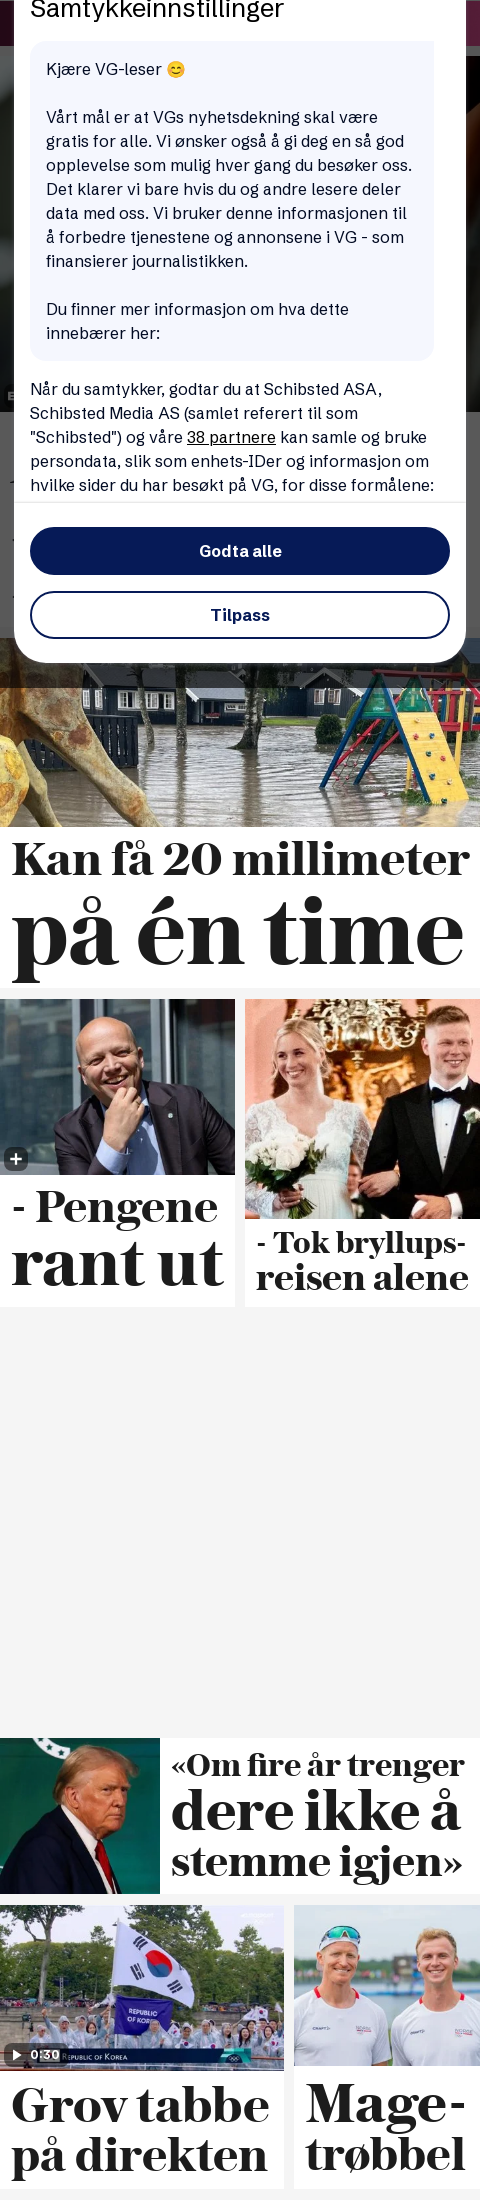 Samtykkeinnstillinger
Kjære VG-leser 😊
Vårt mål er at VGs nyhetsdekning skal være
gratis for alle. Vi ønsker også å gi deg en så god
opplevelse som mulig hver gang du besøker oss.
Det klarer vi bare hvis du og andre lesere deler
data med oss. Vi bruker denne informasjonen til
å forbedre tjenestene og annonsene i VG - som
finansierer journalistikken.
Du finner mer informasjon om hva dette
innebærer her:
Når du samtykker, godtar du at Schibsted ASA,
Schibsted Media AS (samlet referert til som
"Schibsted") og våre 38 partnere kan samle og bruke
persondata, slik som enhets-IDer og informasjon om
hvilke sider du har besøkt på VG, for disse formålene:
Godta alle
Tilpass
Kan få 20 millimeter
på én time
- Pengene
rant ut
- Tok bryllups-
reisen alene
«Om fire år trenger
dere ikke å
stemme igjen»
REPUBLIC
OF KOREA
0:30
REPUBLIC OF KOREA
Grov tabbe
på direkten
Mage-
trøbbel